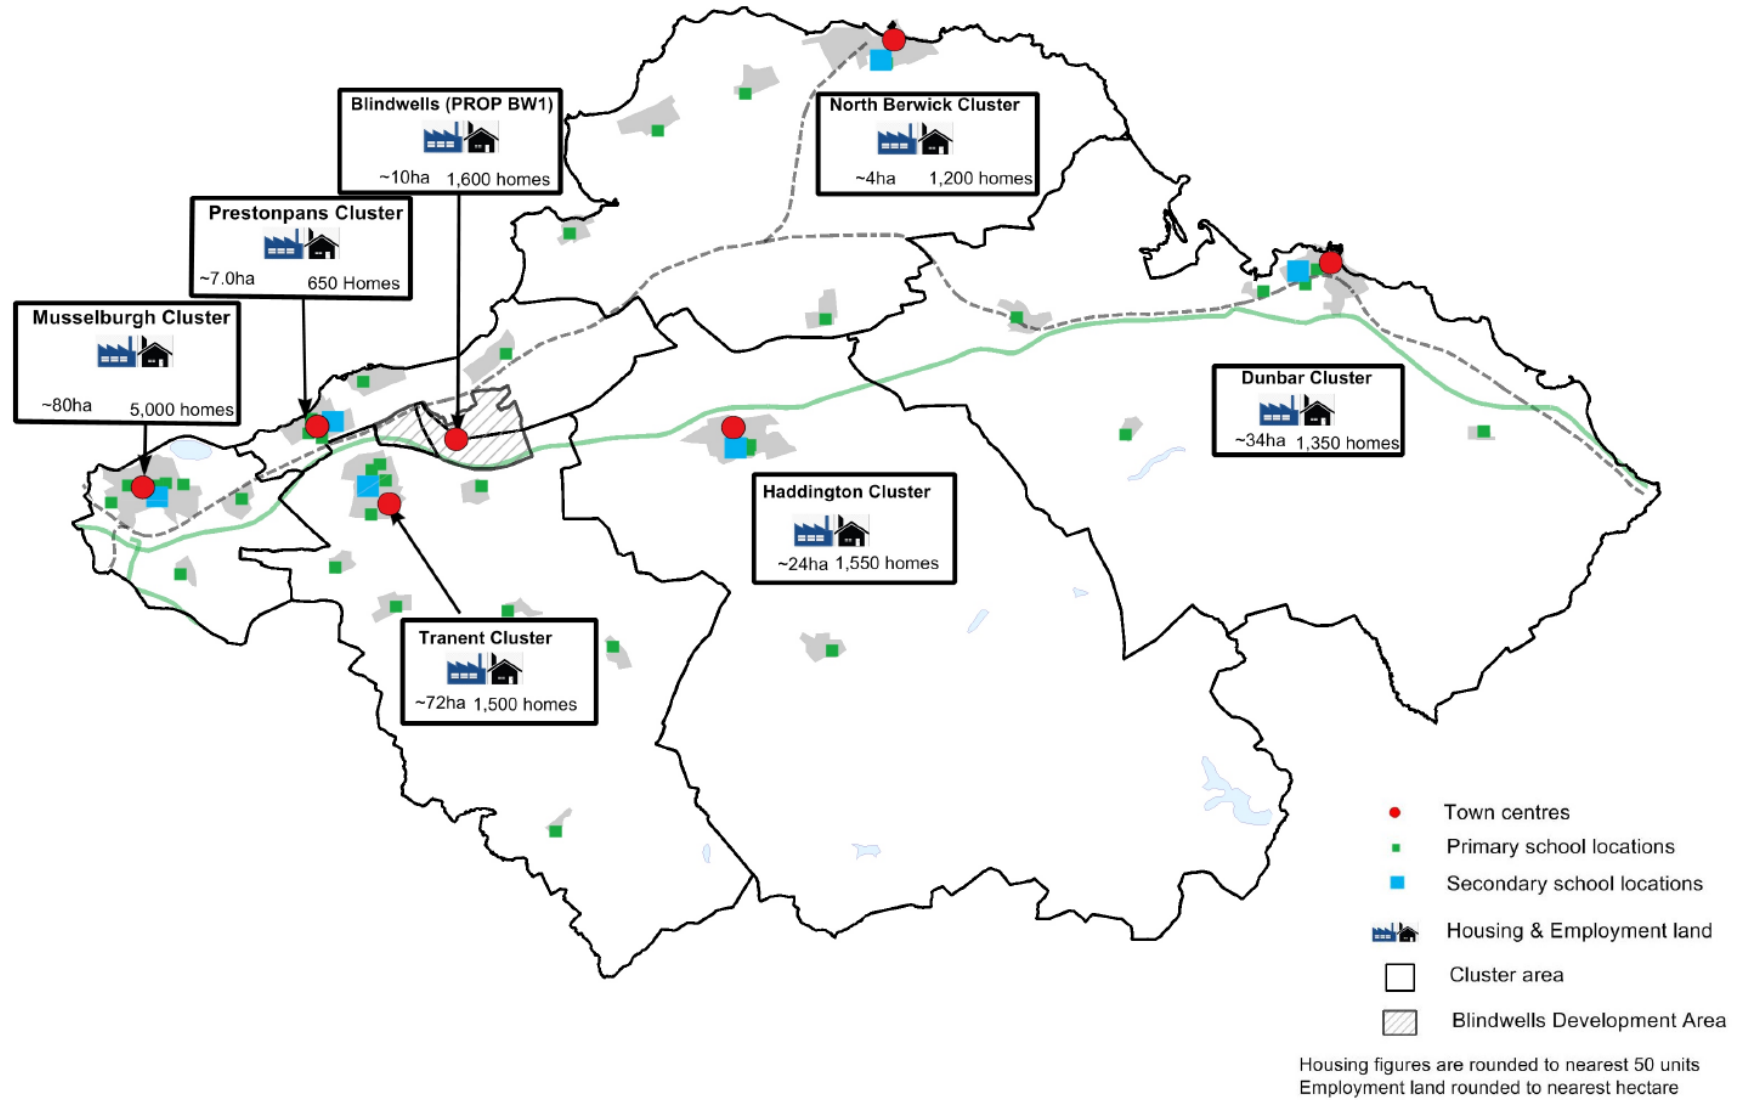 Blindwells (PROP BW1)
~10ha 1,600 homes
North Berwick Cluster
~4ha 1,200 homes
Prestonpans Cluster
~7.0ha 650 Homes
Musselburgh Cluster
~80ha 5,000 homes
Dunbar Cluster
~34ha 1,350 homes
Haddington Cluster
~24ha 1,550 homes
Tranent Cluster
~72ha 1,500 homes
Town centres
Primary school locations
Secondary school locations
Housing & Employment land
Cluster area
Blindwells Development Area
Housing figures are rounded to nearest 50 units
Employment land rounded to nearest hectare